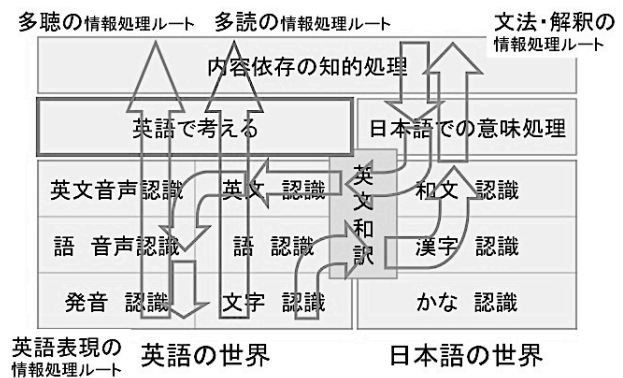 多聴の情報処理ルート
多読の情報処理ルート
文法・解釈の
情報処理ルート
内容依存の知的処理
英語で考える
日本語での意味処理
英文音声認識
英文 認識
英文和訳
和文 認識
語 音声認識
語 認識
漢字 認識
発音 認識
文字 認識
かな 認識
英語表現の
情報処理ルート
英語の世界
日本語の世界